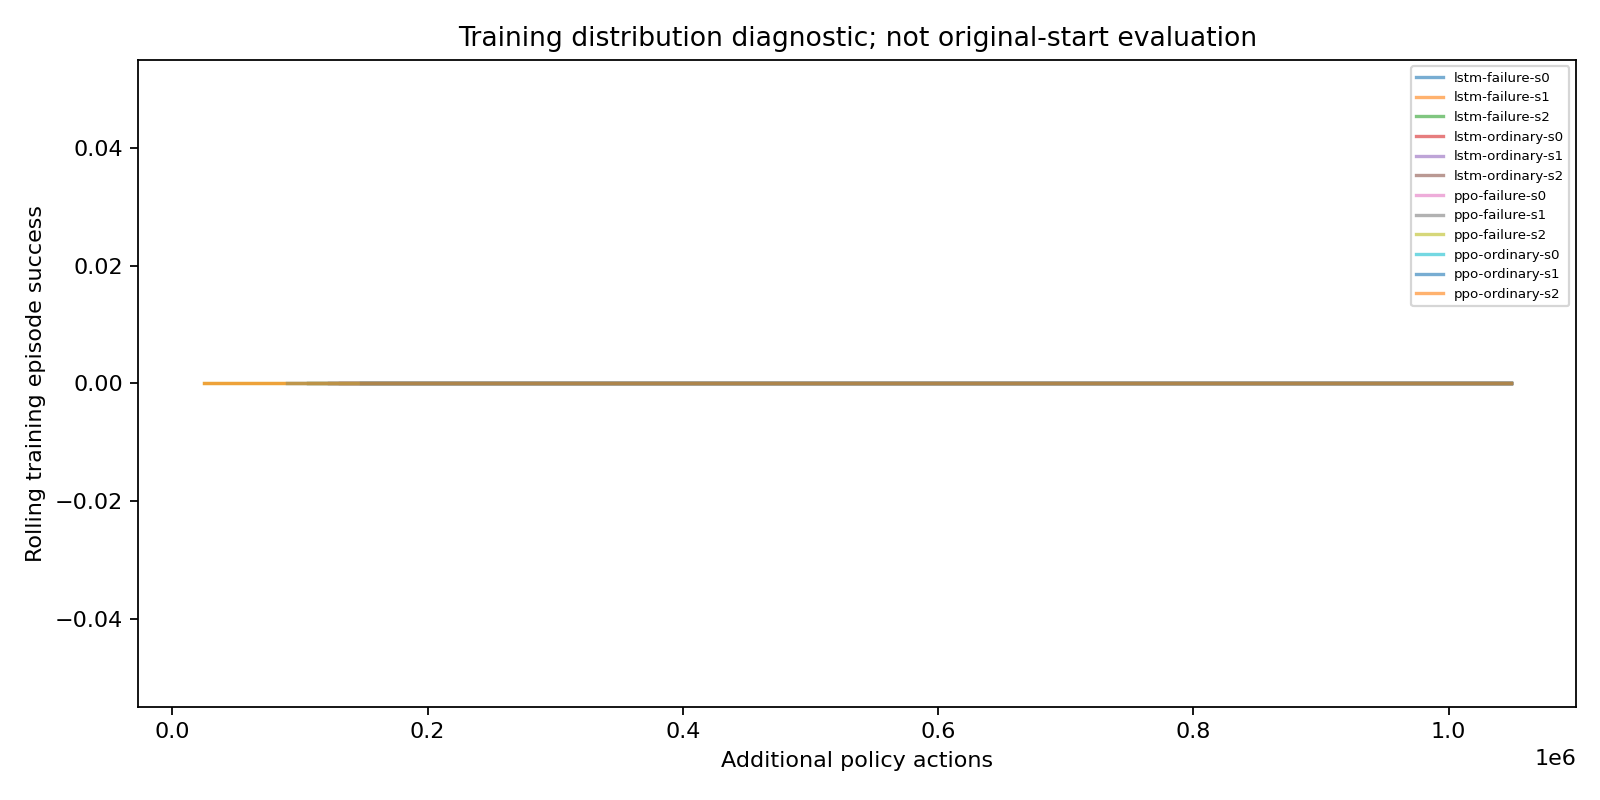 Training distribution diagnostic; not original-start evaluation
Rolling training episode success
0.04
0.02
0.00
−0.02
−0.04
lstm-failure-s0
lstm-failure-s1
lstm-failure-s2
lstm-ordinary-s0
lstm-ordinary-s1
lstm-ordinary-s2
ppo-failure-s0
ppo-failure-s1
ppo-failure-s2
ppo-ordinary-s0
ppo-ordinary-s1
ppo-ordinary-s2
0.0 0.2 0.4 0.6 0.8 1.0
1e6
Additional policy actions